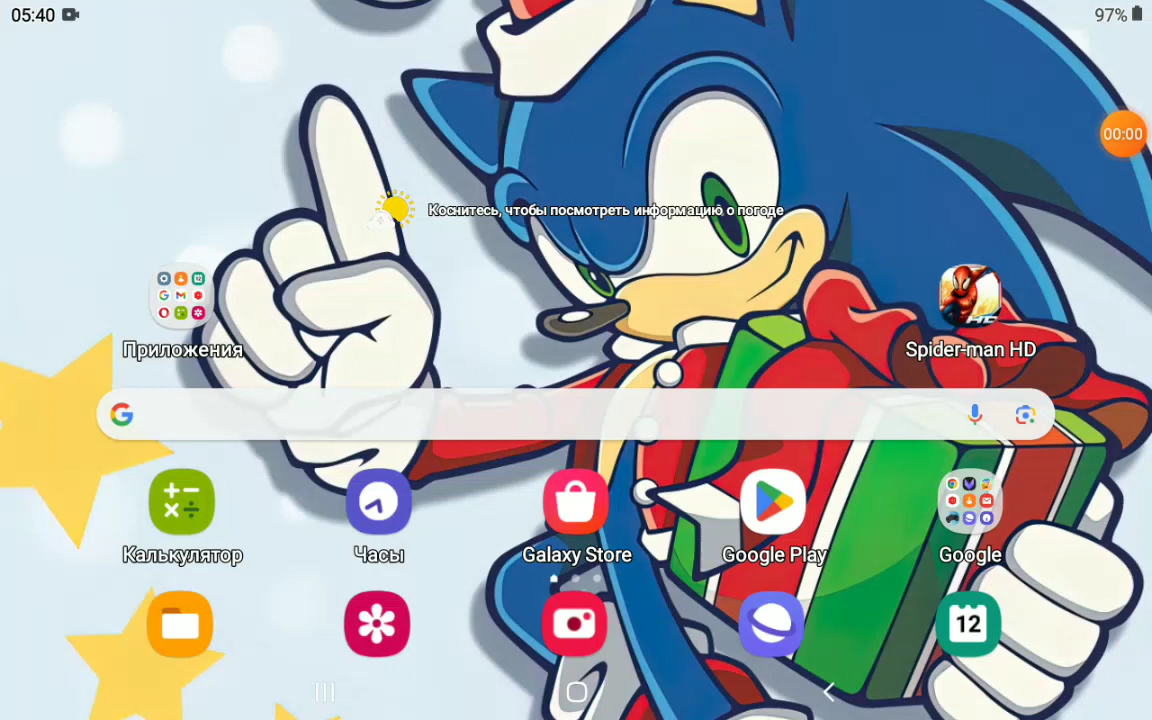 05:40
97%
00:00
Коснитесь, чтобы посмотреть информацию о погоде
Приложения
Spider-man HD
Калькулятор
Часы
Galaxy Store
Google Play
Google
12